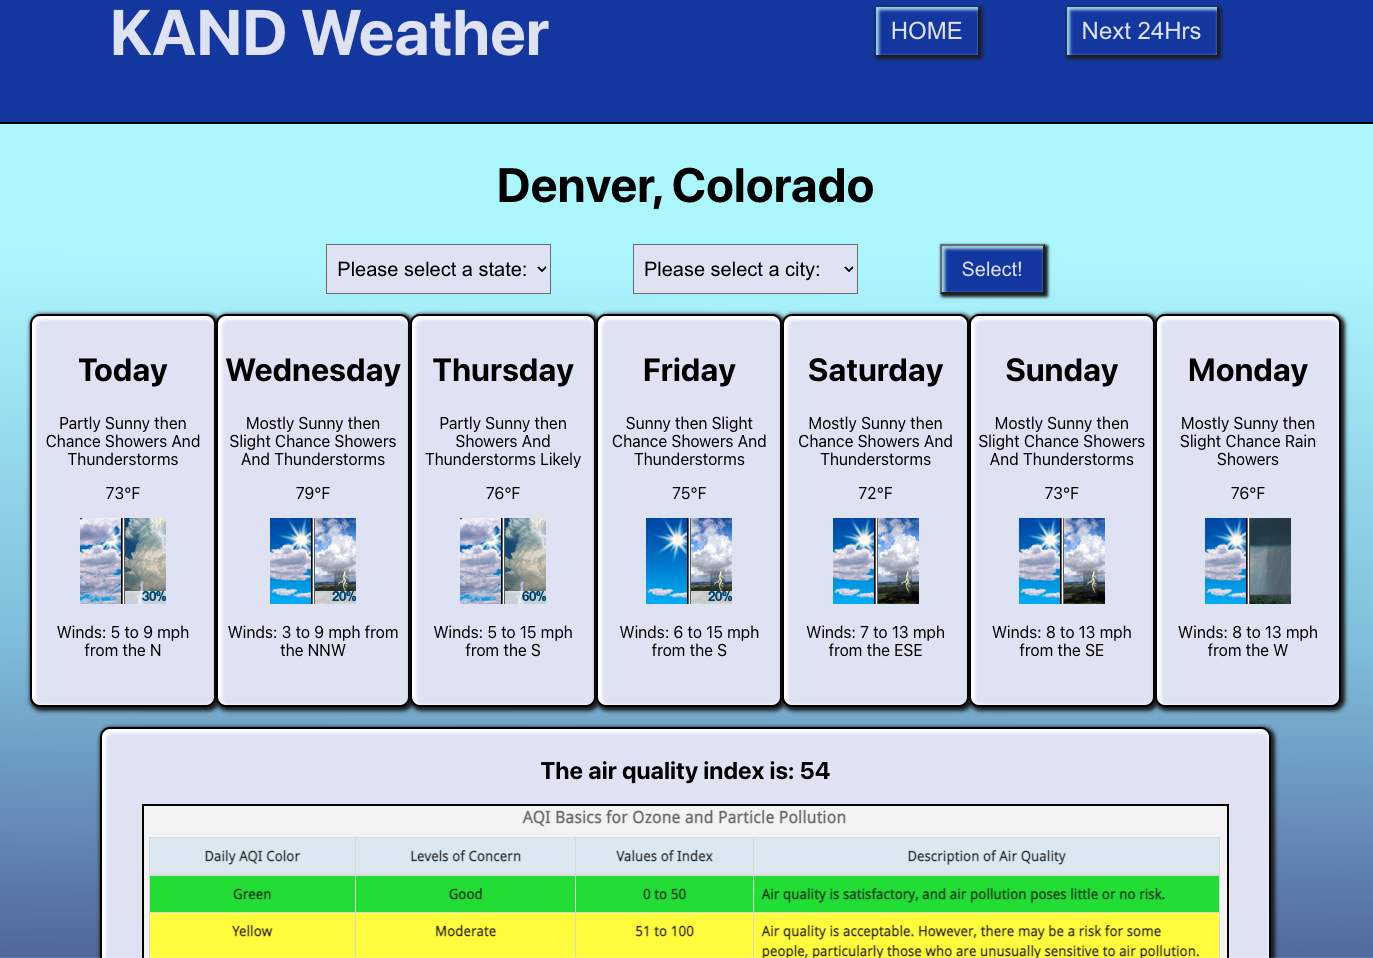 KAND Weather
HOME
Next 24Hrs
Denver, Colorado
Please select a state:
Please select a city:
Select!
Today
Partly Sunny then
Chance Showers And
Thunderstorms
73°F
30%
Winds: 5 to 9 mph
from the N
Wednesday
Mostly Sunny then
Slight Chance Showers
And Thunderstorms
79°F
20%
Winds: 3 to 9 mph from
the NNW
Thursday
Partly Sunny then
Showers And
Thunderstorms Likely
76°F
60%
Winds: 5 to 15 mph
from the S
Friday
Sunny then Slight
Chance Showers And
Thunderstorms
75°F
20%
Winds: 6 to 15 mph
from the S
Saturday
Mostly Sunny then
Chance Showers And
Thunderstorms
72°F
Winds: 7 to 13 mph
from the ESE
Sunday
Mostly Sunny then
Slight Chance Showers
And Thunderstorms
73°F
Winds: 8 to 13 mph
from the SE
Monday
Mostly Sunny then
Slight Chance Rain
Showers
76°F
Winds: 8 to 13 mph
from the W
The air quality index is: 54
AQI Basics for Ozone and Particle Pollution
Daily AQI Color
Levels of Concern
Values of Index
Description of Air Quality
Green
Good
0 to 50
Air quality is satisfactory, and air pollution poses little or no risk.
Yellow
Moderate
51 to 100
Air quality is acceptable. However, there may be a risk for some
people, particularly those who are unusually sensitive to air pollution.